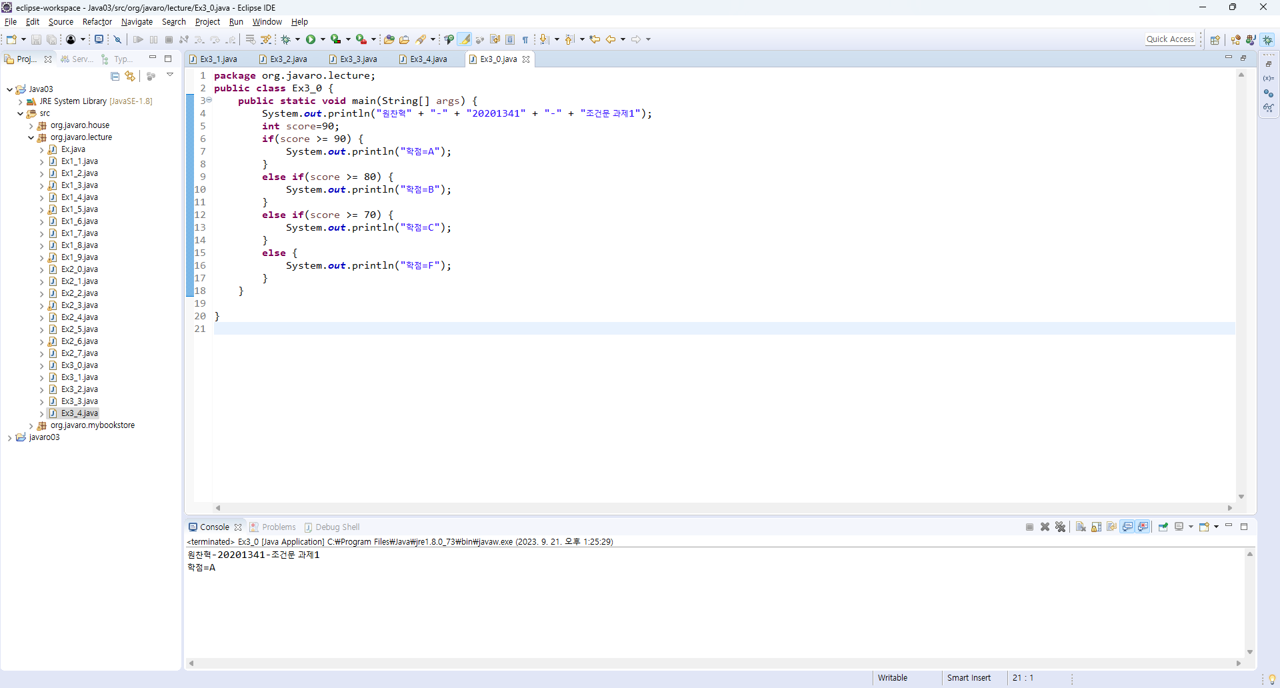 eclipse-workspace - Java03/src/org/javaro/lecture/Ex3_0.java - Eclipse IDE
File Edit Source Refactor Navigate Search Project Run Window Help
Quick Access
Proj... Serv... Typ...
Ex3_1.java Ex3_2.java Ex3_3.java Ex3_4.java Ex3_0.java
Java03
JRE System Library [JavaSE-1.8]
src
org.javaro.house
org.javaro.lecture
Ex.java
Ex1_1.java
Ex1_2.java
Ex1_3.java
Ex1_4.java
Ex1_5.java
Ex1_6.java
Ex1_7.java
Ex1_8.java
Ex1_9.java
Ex2_0.java
Ex2_1.java
Ex2_2.java
Ex2_3.java
Ex2_4.java
Ex2_5.java
Ex2_6.java
Ex2_7.java
Ex3_0.java
Ex3_1.java
Ex3_2.java
Ex3_3.java
Ex3_4.java
org.javaro.mybookstore
javaro03
1 package org.javaro.lecture;
2 public class Ex3_0 {
3 public static void main(String[] args) {
4 System.out.println("원찬혁" + "-" + "20201341" + "-" + "조건문 과제1");
5 int score=90;
6 if(score >= 90) {
7 System.out.println("학점=A");
8 }
9 else if(score >= 80) {
10 System.out.println("학점=B");
11 }
12 else if(score >= 70) {
13 System.out.println("학점=C");
14 }
15 else {
16 System.out.println("학점=F");
17 }
18 }
19
20 }
21
Console Problems Debug Shell
<terminated> Ex3_0 [Java Application] C:₩Program Files₩Java₩jre1.8.0_73₩bin₩javaw.exe (2023. 9. 21. 오후 1:25:29)
원찬혁-20201341-조건문 과제1
학점=A
Writable Smart Insert 21 : 1